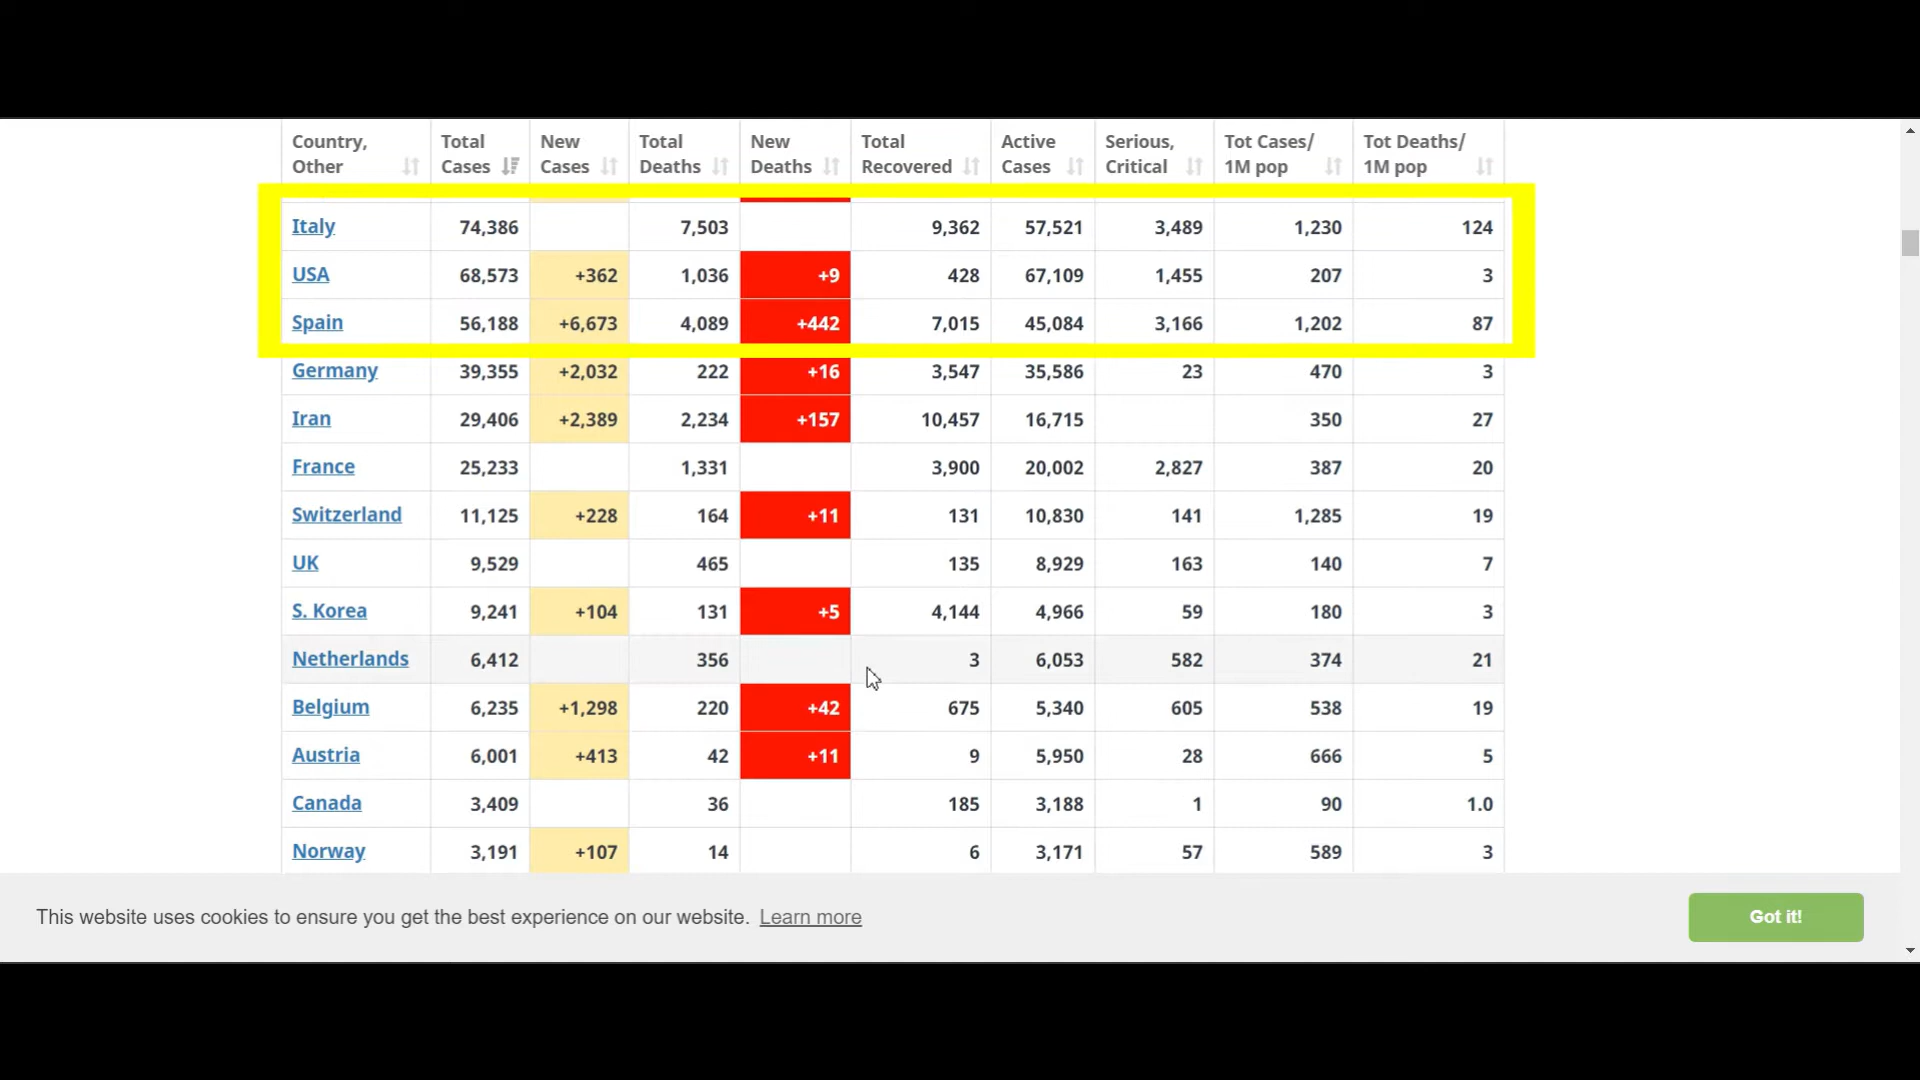 Country, Other Total Cases New Cases Total Deaths New Deaths Total Recovered Active Cases Serious, Critical Tot Cases/ 1M pop Tot Deaths/ 1M pop
Italy 74,386 7,503 9,362 57,521 3,489 1,230 124
USA 68,573 +362 1,036 +9 428 67,109 1,455 207 3
Spain 56,188 +6,673 4,089 +442 7,015 45,084 3,166 1,202 87
Germany 39,355 +2,032 222 +16 3,547 35,586 23 470 3
Iran 29,406 +2,389 2,234 +157 10,457 16,715 350 27
France 25,233 1,331 3,900 20,002 2,827 387 20
Switzerland 11,125 +228 164 +11 131 10,830 141 1,285 19
UK 9,529 465 135 8,929 163 140 7
S. Korea 9,241 +104 131 +5 4,144 4,966 59 180 3
Netherlands 6,412 356 3 6,053 582 374 21
Belgium 6,235 +1,298 220 +42 675 5,340 605 538 19
Austria 6,001 +413 42 +11 9 5,950 28 666 5
Canada 3,409 36 185 3,188 1 90 1.0
Norway 3,191 +107 14 6 3,171 57 589 3
This website uses cookies to ensure you get the best experience on our website. Learn more Got it!